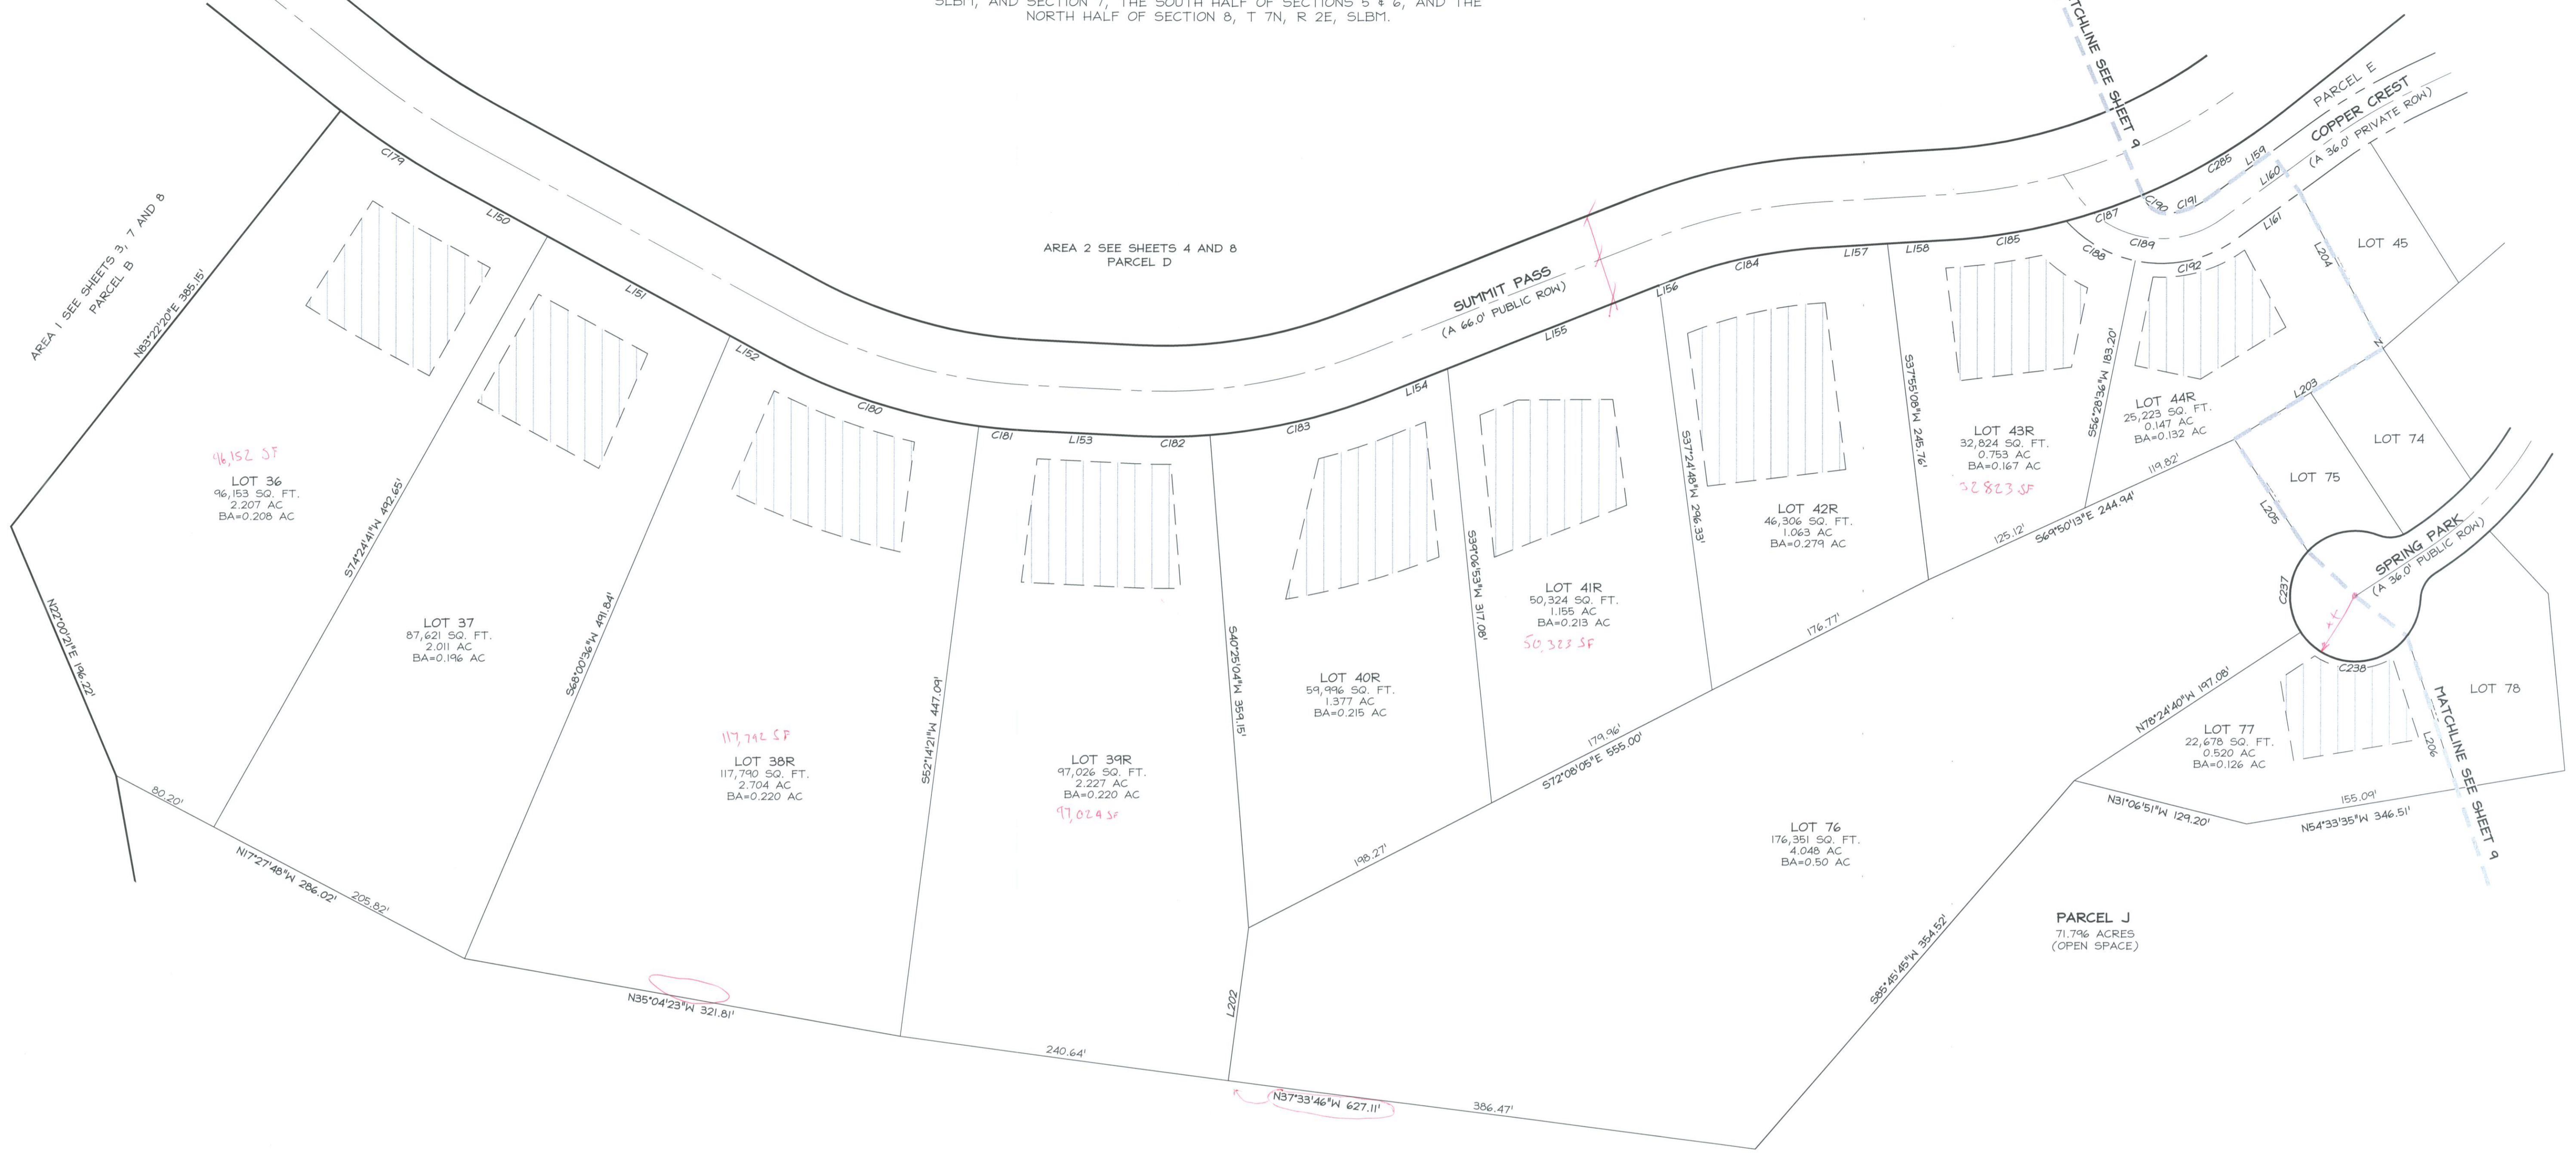 SLBM, AND SECTION 7, THE SOUTH HALF OF SECTIONS 5 & 6, AND THE
NORTH HALF OF SECTION 8, T 7N, R 2E, SLBM.
MATCHLINE SEE SHEET 9
PARCEL E
COPPER CREST
(A 36.0' PRIVATE ROW)
AREA 1 SEE SHEETS 3, 7 AND 8
PARCEL B
AREA 2 SEE SHEETS 4 AND 8
PARCEL D
SUMMIT PASS
(A 66.0' PUBLIC ROW)
C179
L150
L151
L152
C180
C181
L153
C182
C183
L154
L155
L156
C184
L157
L158
C185
C187
C188
C189
C190
C191
C192
C285
L159
L160
L161
L204
LOT 45
N83°22'20"E 385.15'
N22°00'21"E 196.22'
96,152 SF
LOT 36
96,153 SQ. FT.
2.207 AC
BA=0.208 AC
S74°24'41"W 492.65'
LOT 37
87,621 SQ. FT.
2.011 AC
BA=0.196 AC
S68°00'36"W 491.84'
117,792 SF
LOT 38R
117,790 SQ. FT.
2.704 AC
BA=0.220 AC
S52°14'21"W 447.09'
LOT 39R
97,026 SQ. FT.
2.227 AC
BA=0.220 AC
97,024 SF
S40°25'04"W 359.15'
LOT 40R
59,996 SQ. FT.
1.377 AC
BA=0.215 AC
S39°06'53"W 317.08'
LOT 41R
50,324 SQ. FT.
1.155 AC
BA=0.213 AC
50,323 SF
S37°24'48"W 296.33'
LOT 42R
46,306 SQ. FT.
1.063 AC
BA=0.279 AC
S37°55'08"W 245.76'
LOT 43R
32,824 SQ. FT.
0.753 AC
BA=0.167 AC
32823 SF
S56°28'36"W 183.20'
LOT 44R
25,223 SQ. FT.
0.147 AC
BA=0.132 AC
L203
LOT 74
LOT 75
L205
119.82'
125.12'
S69°50'13"E 244.94'
176.77'
179.96'
S72°08'05"E 555.00'
198.27'
SPRING PARK
(A 36.0' PUBLIC ROW)
C237
C238
LOT 78
LOT 77
22,678 SQ. FT.
0.520 AC
BA=0.126 AC
L206
MATCHLINE SEE SHEET 9
N78°24'40"W 197.08'
N31°06'51"W 129.20'
155.09'
N54°33'35"W 346.51'
LOT 76
176,351 SQ. FT.
4.048 AC
BA=0.50 AC
S85°45'45"W 354.52'
PARCEL J
71.796 ACRES
(OPEN SPACE)
80.20'
N17°27'48"W 286.02'
205.82'
N35°04'23"W 321.81'
240.64'
L202
N37°33'46"W 627.11'
386.47'